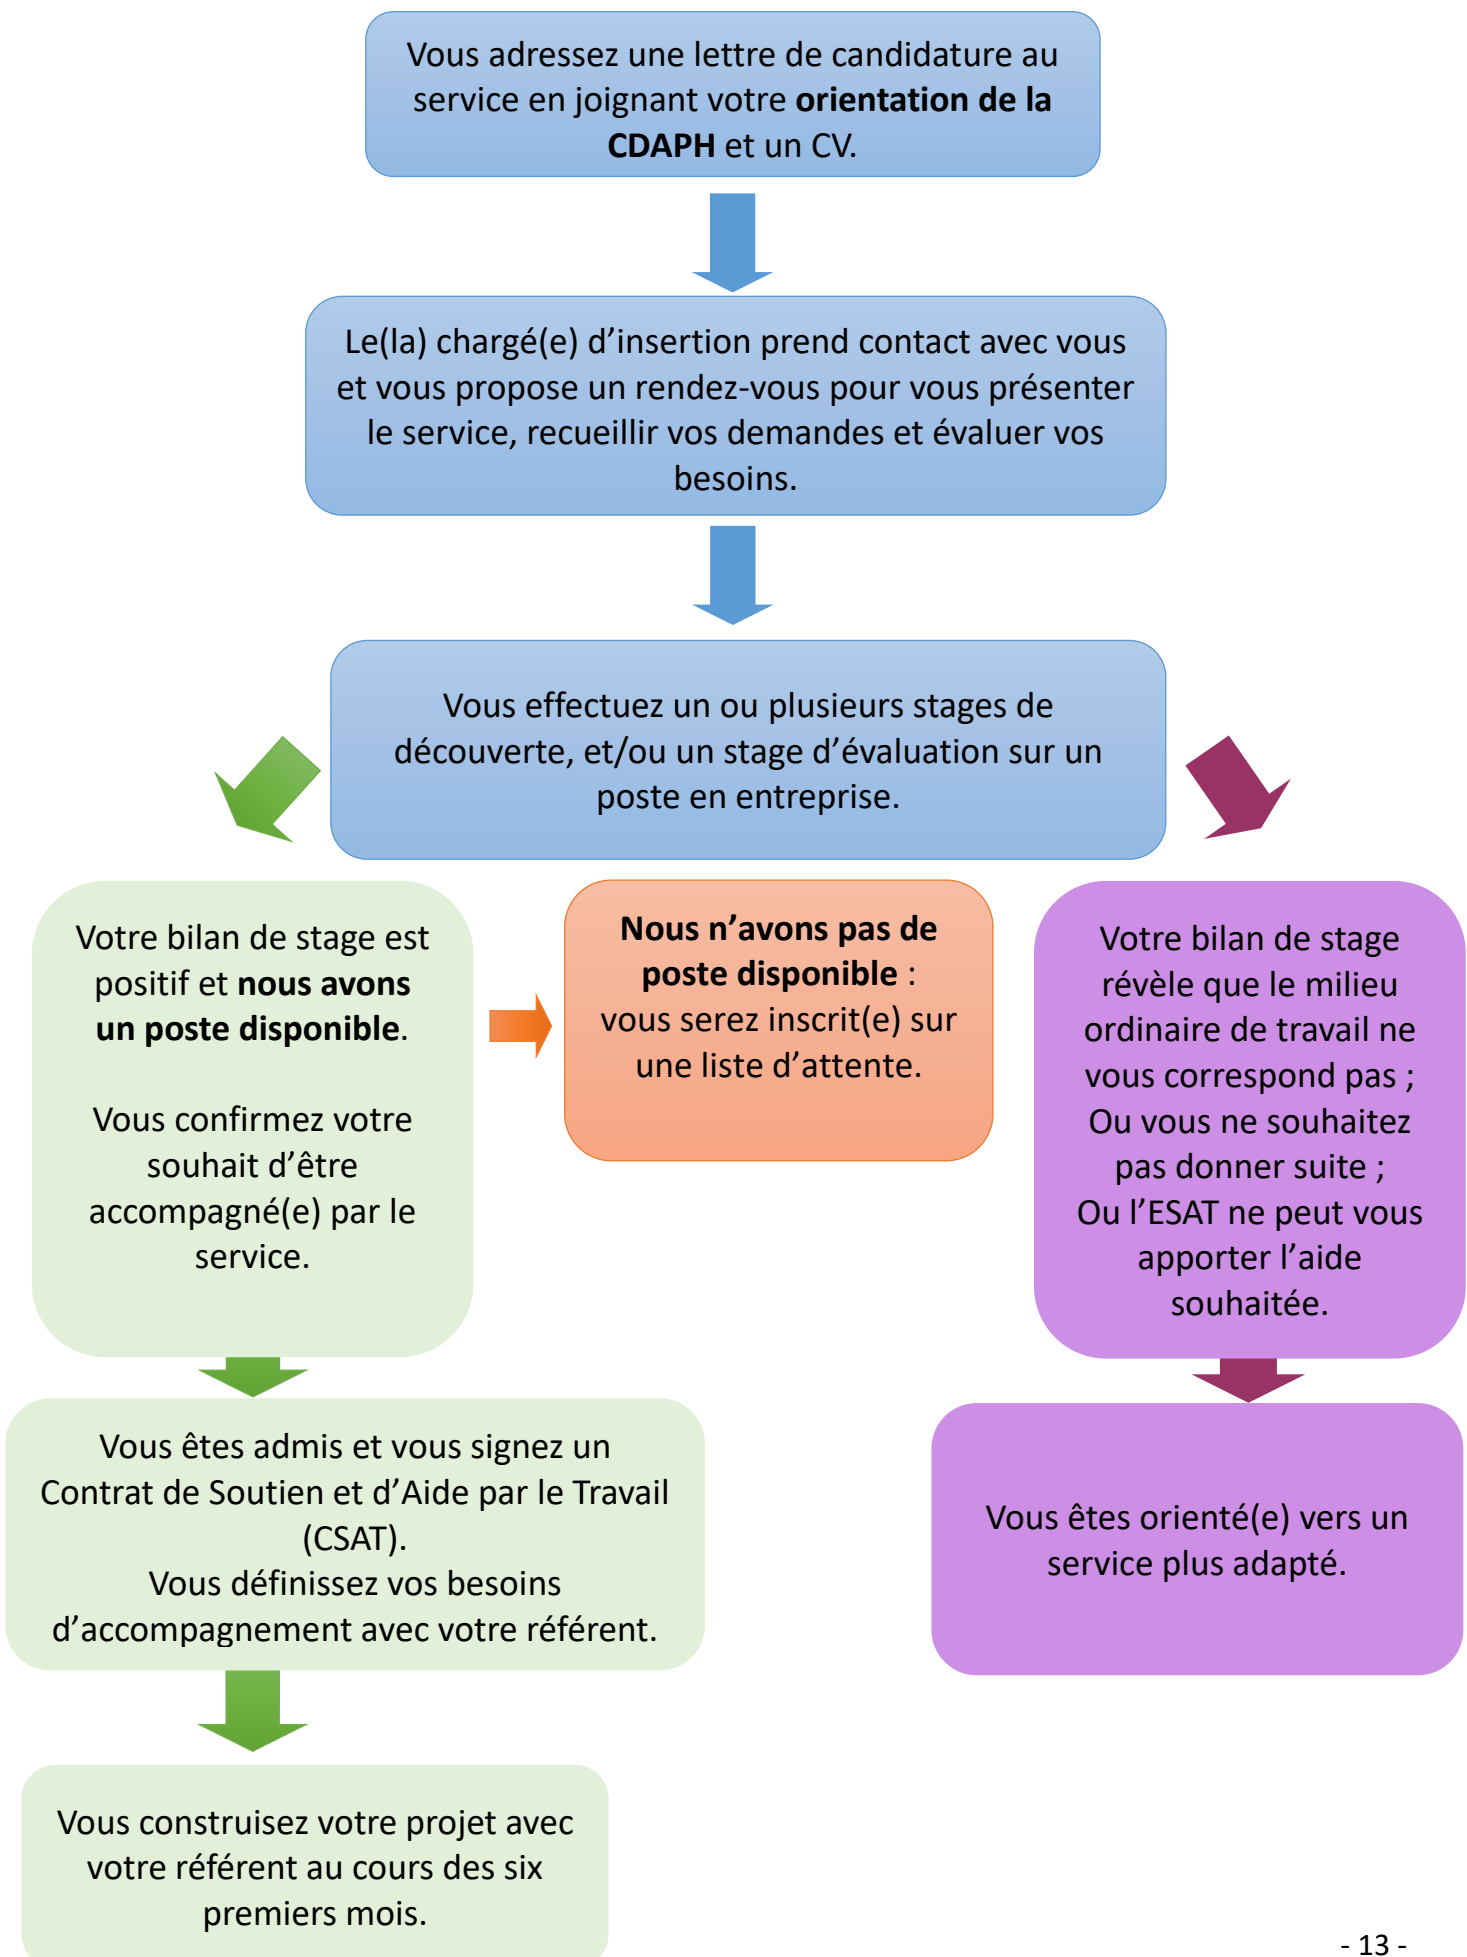 Vous adressez une lettre de candidature au
service en joignant votre orientation de la
CDAPH et un CV.
Le(la) chargé(e) d’insertion prend contact avec vous
et vous propose un rendez-vous pour vous présenter
le service, recueillir vos demandes et évaluer vos
besoins.
Vous effectuez un ou plusieurs stages de
découverte, et/ou un stage d’évaluation sur un
poste en entreprise.
Votre bilan de stage est
positif et nous avons
un poste disponible.
Vous confirmez votre
souhait d’être
accompagné(e) par le
service.
Nous n’avons pas de
poste disponible :
vous serez inscrit(e) sur
une liste d’attente.
Votre bilan de stage
révèle que le milieu
ordinaire de travail ne
vous correspond pas ;
Ou vous ne souhaitez
pas donner suite ;
Ou l’ESAT ne peut vous
apporter l’aide
souhaitée.
Vous êtes admis et vous signez un
Contrat de Soutien et d’Aide par le Travail
(CSAT).
Vous définissez vos besoins
d’accompagnement avec votre référent.
Vous êtes orienté(e) vers un
service plus adapté.
Vous construisez votre projet avec
votre référent au cours des six
premiers mois.
- 13 -